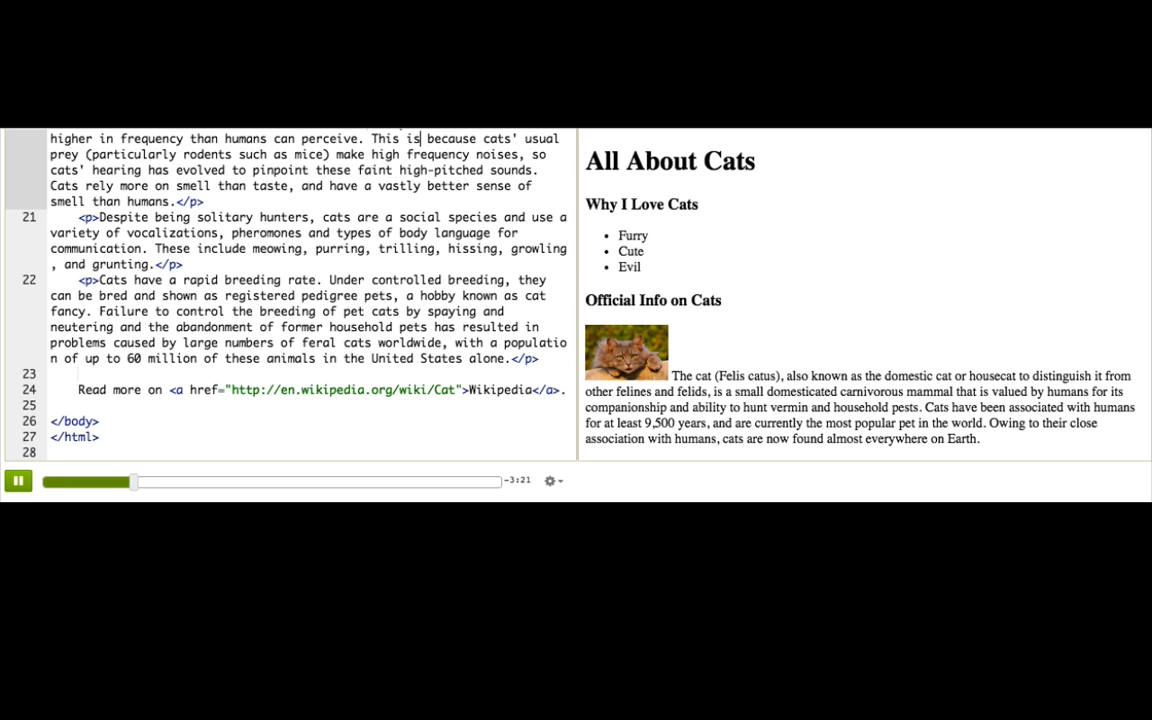 higher in frequency than humans can perceive. This is because cats' usual
prey (particularly rodents such as mice) make high frequency noises, so
cats' hearing has evolved to pinpoint these faint high-pitched sounds.
Cats rely more on smell than taste, and have a vastly better sense of
smell than humans.</p>
21 <p>Despite being solitary hunters, cats are a social species and use a
variety of vocalizations, pheromones and types of body language for
communication. These include meowing, purring, trilling, hissing, growling
, and grunting.</p>
22 <p>Cats have a rapid breeding rate. Under controlled breeding, they
can be bred and shown as registered pedigree pets, a hobby known as cat
fancy. Failure to control the breeding of pet cats by spaying and
neutering and the abandonment of former household pets has resulted in
problems caused by large numbers of feral cats worldwide, with a populatio
n of up to 60 million of these animals in the United States alone.</p>
23
24 Read more on <a href="http://en.wikipedia.org/wiki/Cat">Wikipedia</a>.
25
26 </body>
27 </html>
28
All About Cats
Why I Love Cats
• Furry
• Cute
• Evil
Official Info on Cats
The cat (Felis catus), also known as the domestic cat or housecat to distinguish it from
other felines and felids, is a small domesticated carnivorous mammal that is valued by humans for its
companionship and ability to hunt vermin and household pests. Cats have been associated with humans
for at least 9,500 years, and are currently the most popular pet in the world. Owing to their close
association with humans, cats are now found almost everywhere on Earth.
-3:21